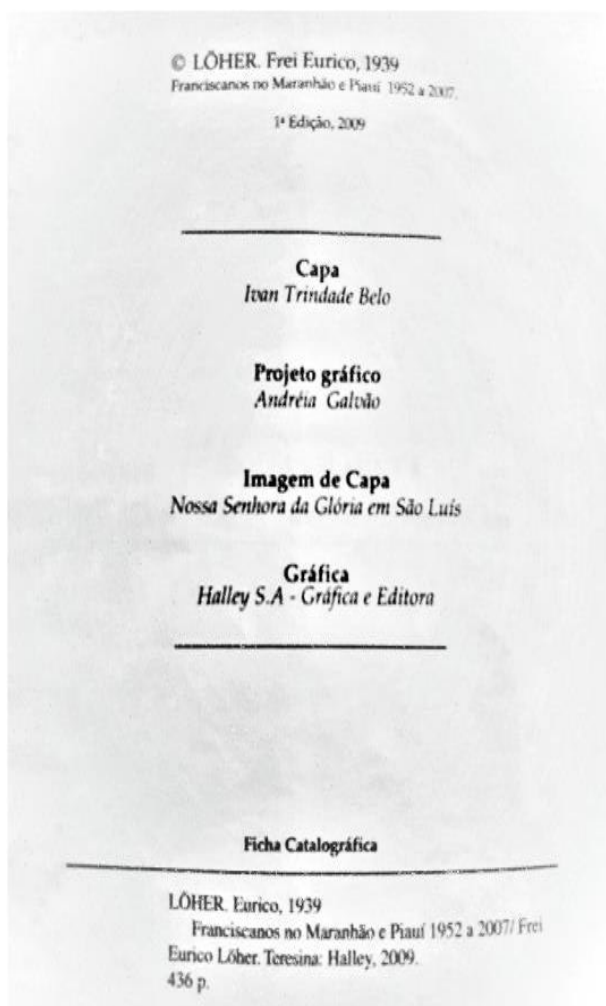 © LÖHER. Frei Eurico, 1939
Franciscanos no Maranhão e Piauí 1952 a 2007.
1ª Edição, 2009
Capa
Ivan Trindade Belo
Projeto gráfico
Andréia Galvão
Imagem de Capa
Nossa Senhora da Glória em São Luís
Gráfica
Halley S.A - Gráfica e Editora
Ficha Catalográfica
LÖHER. Eurico, 1939
Franciscanos no Maranhão e Piauí 1952 a 2007/ Frei
Eurico Löher. Teresina: Halley, 2009.
436 p.